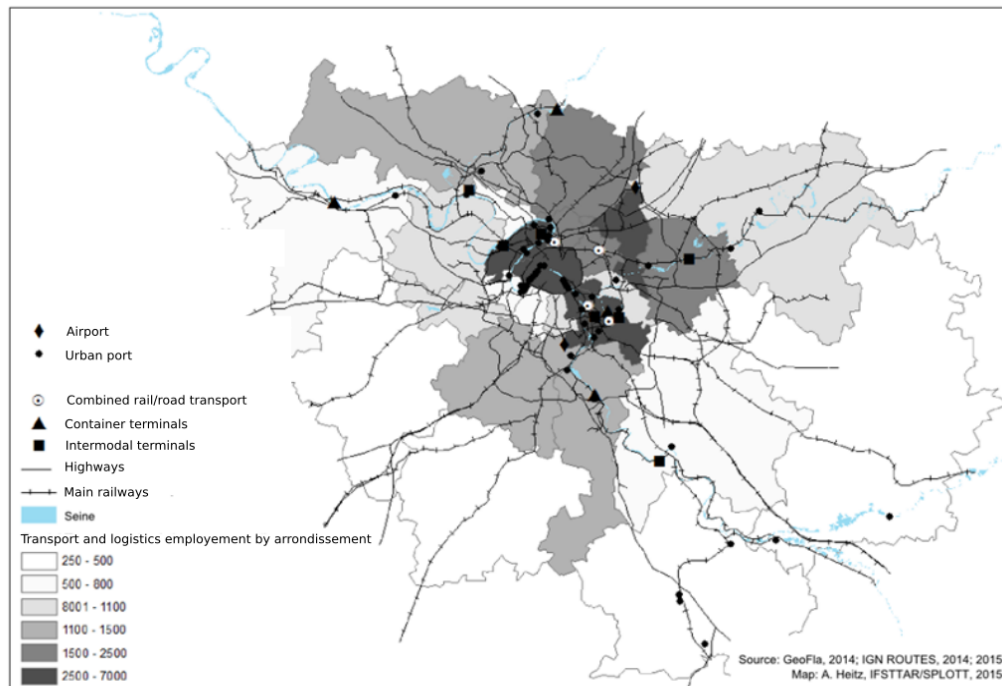 Airport
Urban port
Combined rail/road transport
Container terminals
Intermodal terminals
Highways
Main railways
Seine
Transport and logistics employement by arrondissement
250 - 500
500 - 800
8001 - 1100
1100 - 1500
1500 - 2500
2500 - 7000
Source: GeoFla, 2014; IGN ROUTES, 2014; 2015
Map: A. Heitz, IFSTTAR/SPLOTT, 2015